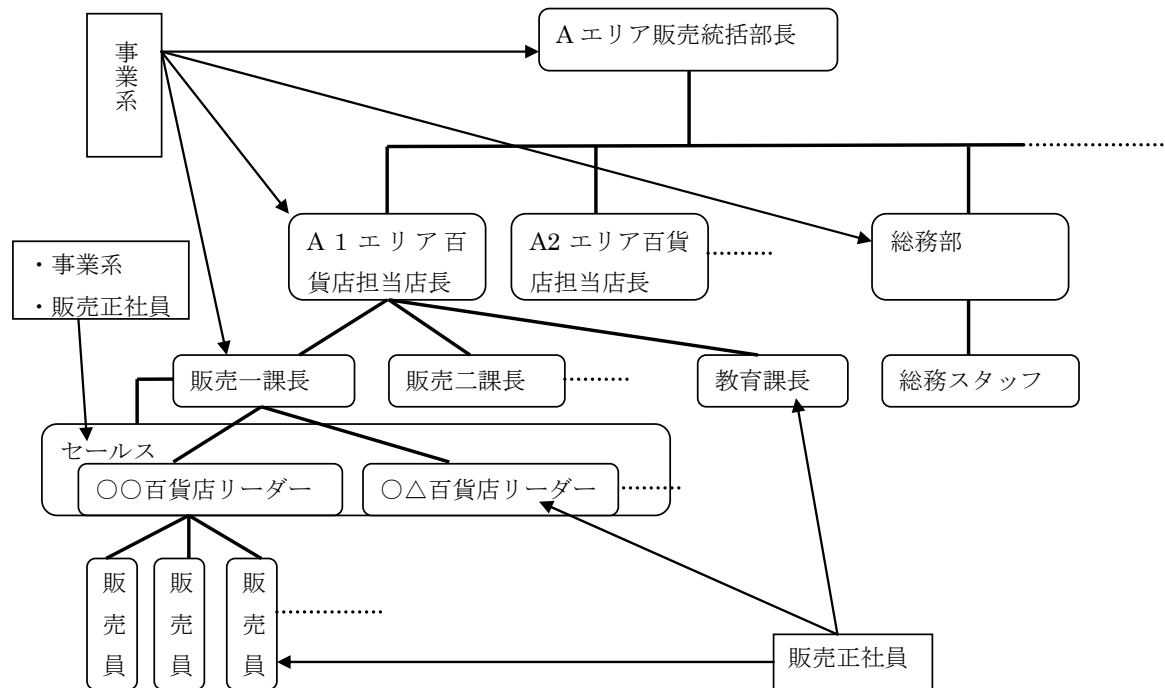 事業系
Aエリア販売統括部長
A1エリア百
貨店担当店長
A2エリア百貨
店担当店長
総務部
・事業系
・販売正社員
販売一課長
販売二課長
教育課長
総務スタッフ
セールス
○○百貨店リーダー
○△百貨店リーダー
販売員
販売員
販売員
販売正社員